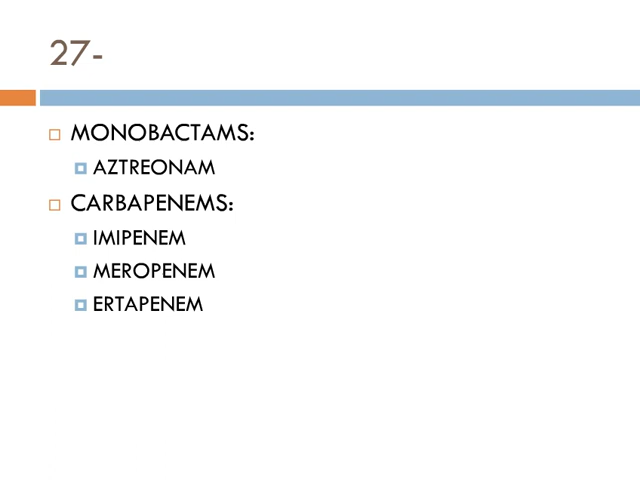 27-
MONOBACTAMS:
AZTREONAM
CARBAPENEMS:
IMIPENEM
MEROPENEM
ERTAPENEM